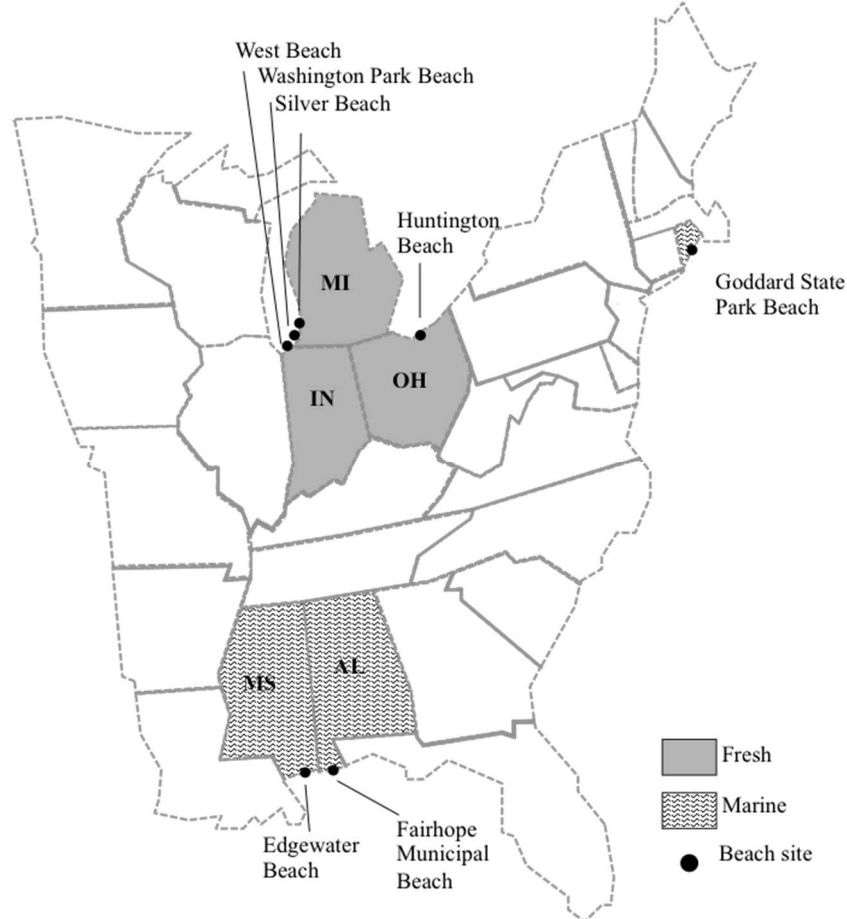 West Beach
Washington Park Beach
Silver Beach
Huntington
Beach
MI
Goddard State
Park Beach
OH
IN
AL
MS
Fresh
Marine
Beach site
Edgewater
Beach
Fairhope
Municipal
Beach